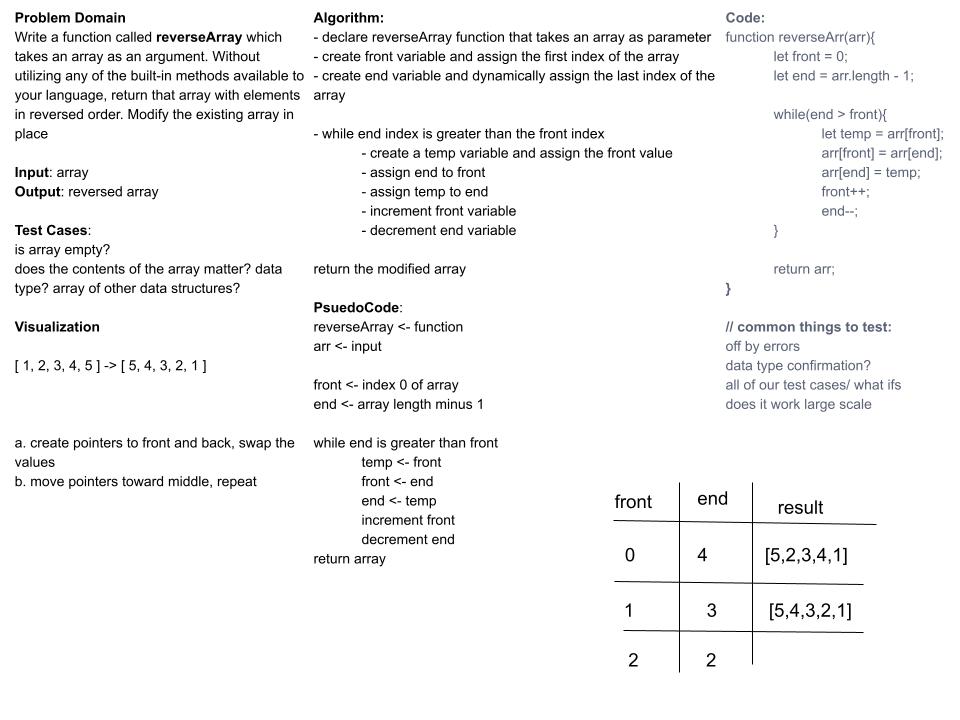 Problem Domain
Write a function called reverseArray which
takes an array as an argument. Without
utilizing any of the built-in methods available to
your language, return that array with elements
in reversed order. Modify the existing array in
place
Input: array
Output: reversed array
Test Cases:
is array empty?
does the contents of the array matter? data
type? array of other data structures?
Visualization
[ 1, 2, 3, 4, 5 ] -> [ 5, 4, 3, 2, 1 ]
a. create pointers to front and back, swap the
values
b. move pointers toward middle, repeat
Algorithm:
- declare reverseArray function that takes an array as parameter
- create front variable and assign the first index of the array
- create end variable and dynamically assign the last index of the
array
- while end index is greater than the front index
- create a temp variable and assign the front value
- assign end to front
- assign temp to end
- increment front variable
- decrement end variable
return the modified array
PsuedoCode:
reverseArray <- function
arr <- input
front <- index 0 of array
end <- array length minus 1
while end is greater than front
temp <- front
front <- end
end <- temp
increment front
decrement end
return array
Code:
function reverseArr(arr){
let front = 0;
let end = arr.length - 1;
while(end > front){
let temp = arr[front];
arr[front] = arr[end];
arr[end] = temp;
front++;
end--;
}
return arr;
}
// common things to test:
off by errors
data type confirmation?
all of our test cases/ what ifs
does it work large scale
front end result
0 4 [5,2,3,4,1]
1 3 [5,4,3,2,1]
2 2